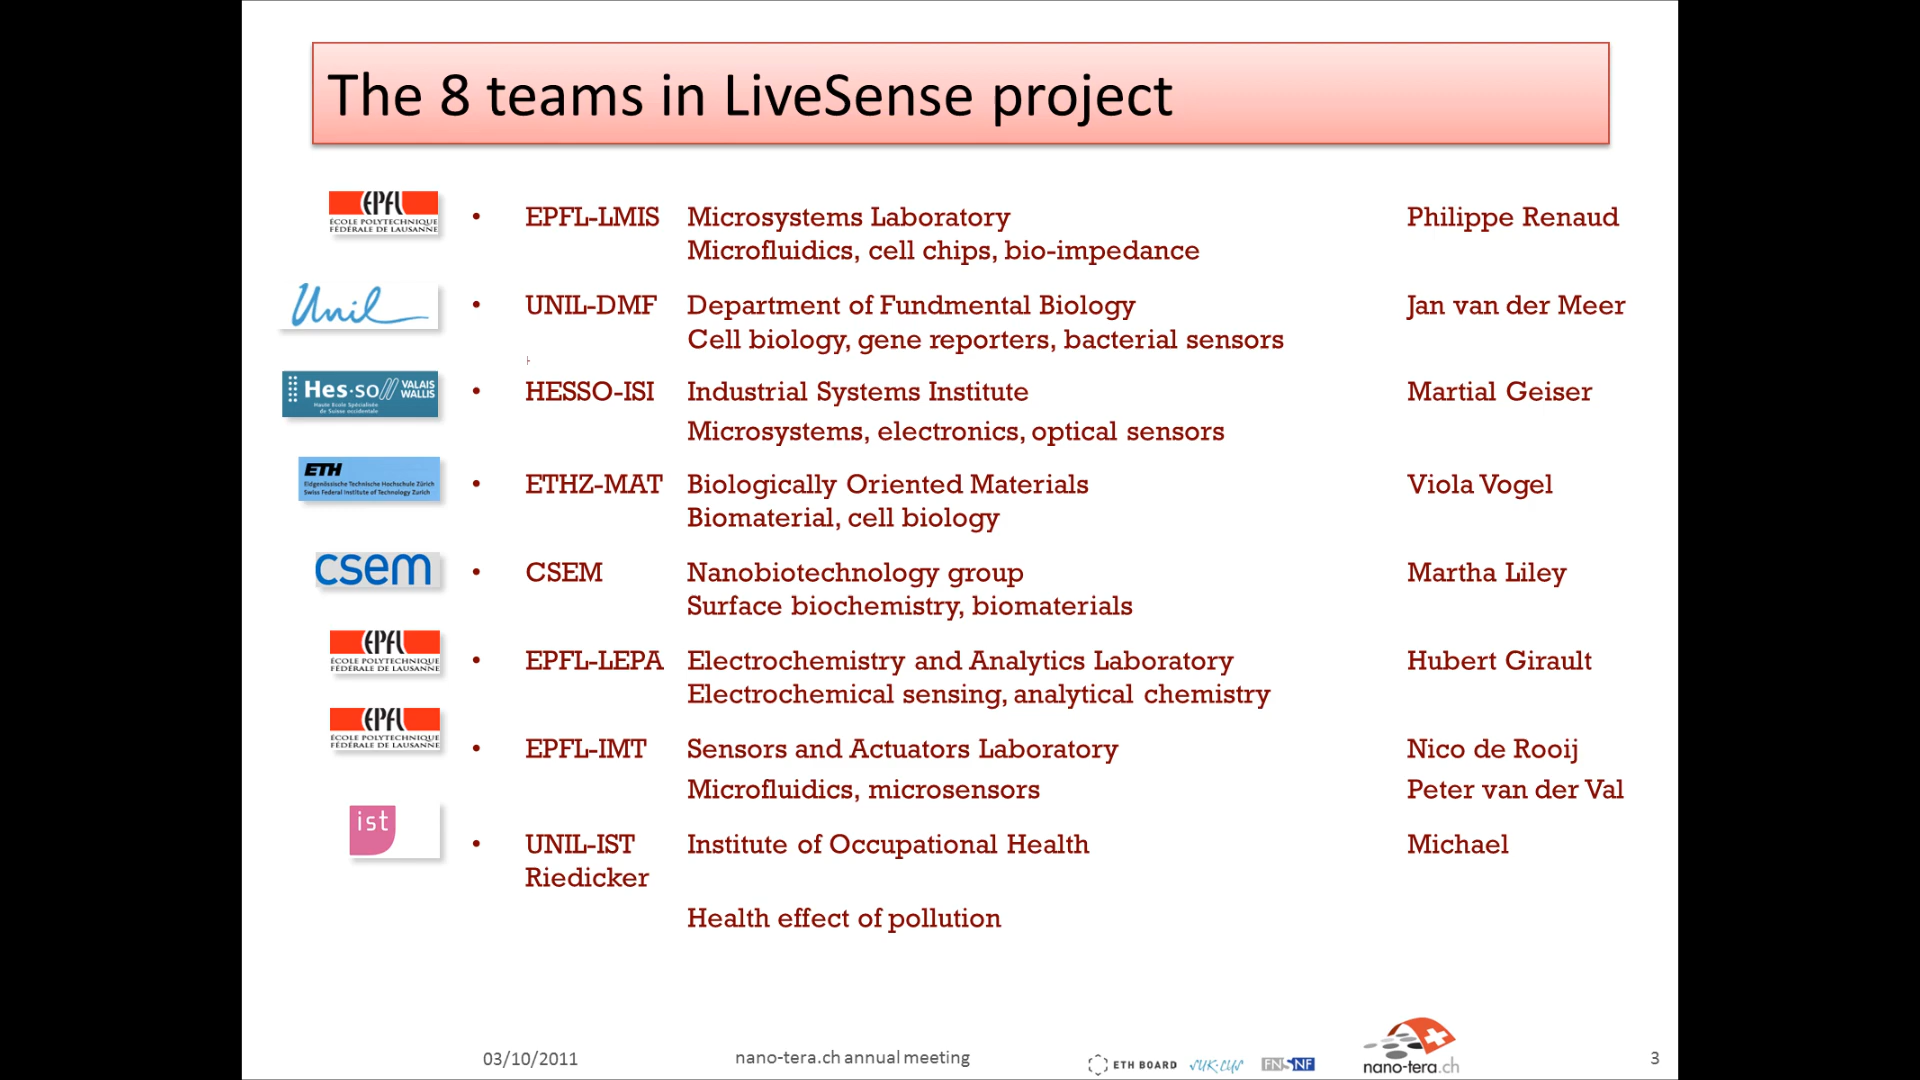 The 8 teams in LiveSense project
EPFL
ÉCOLE POLYTECHNIQUE
FÉDÉRALE DE LAUSANNE
• EPFL-LMIS Microsystems Laboratory Philippe Renaud
Microfluidics, cell chips, bio-impedance
Unil
• UNIL-DMF Department of Fundmental Biology Jan van der Meer
Cell biology, gene reporters, bacterial sensors
Hes·so// VALAIS WALLIS
Haute Ecole Spécialisée
de Suisse occidentale
• HESSO-ISI Industrial Systems Institute Martial Geiser
Microsystems, electronics, optical sensors
ETH
Eidgenössische Technische Hochschule Zürich
Swiss Federal Institute of Technology Zurich
• ETHZ-MAT Biologically Oriented Materials Viola Vogel
Biomaterial, cell biology
csem
• CSEM Nanobiotechnology group Martha Liley
Surface biochemistry, biomaterials
EPFL
ÉCOLE POLYTECHNIQUE
FÉDÉRALE DE LAUSANNE
• EPFL-LEPA Electrochemistry and Analytics Laboratory Hubert Girault
Electrochemical sensing, analytical chemistry
EPFL
ÉCOLE POLYTECHNIQUE
FÉDÉRALE DE LAUSANNE
• EPFL-IMT Sensors and Actuators Laboratory Nico de Rooij
Microfluidics, microsensors Peter van der Val
ist
• UNIL-IST Institute of Occupational Health Michael
Riedicker
Health effect of pollution
03/10/2011 nano-tera.ch annual meeting ETH BOARD FNSNF nano-tera.ch 3